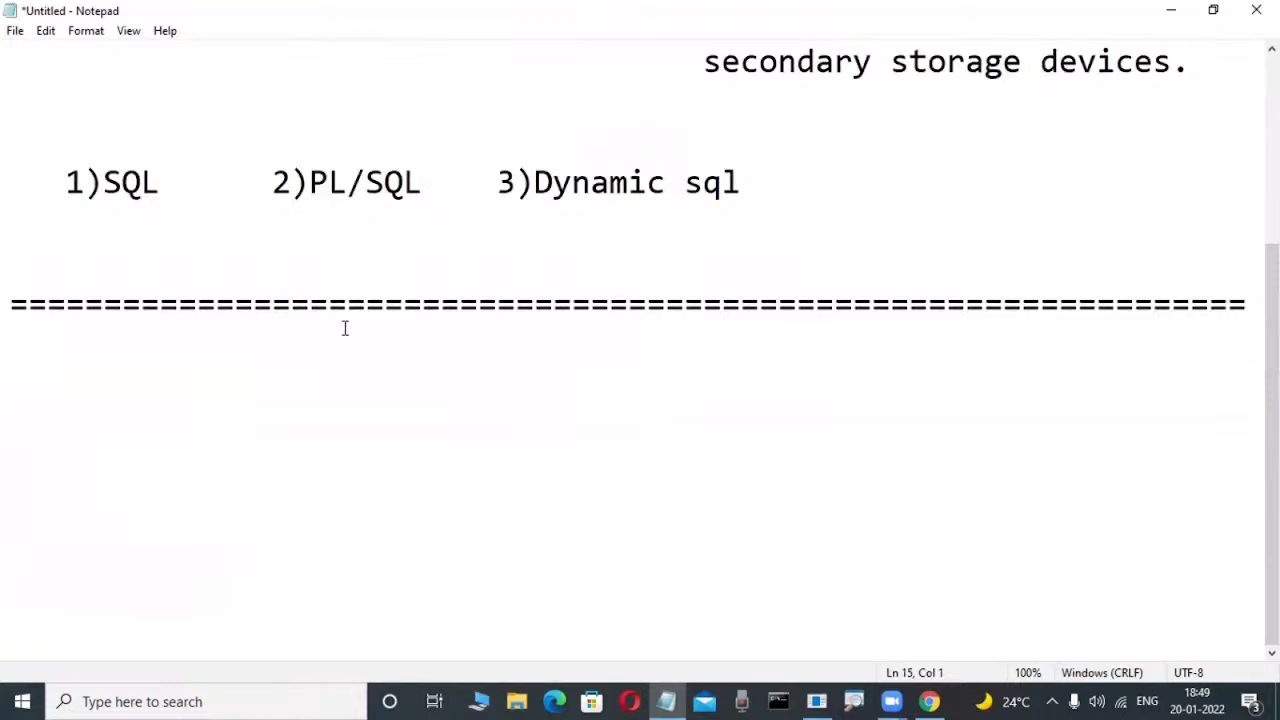 *Untitled - Notepad
File Edit Format View Help
secondary storage devices.
1)SQL 2)PL/SQL 3)Dynamic sql
==================================================================
Ln 15, Col 1 100% Windows (CRLF) UTF-8
Type here to search
24°C ENG 18:49
20-01-2022
3